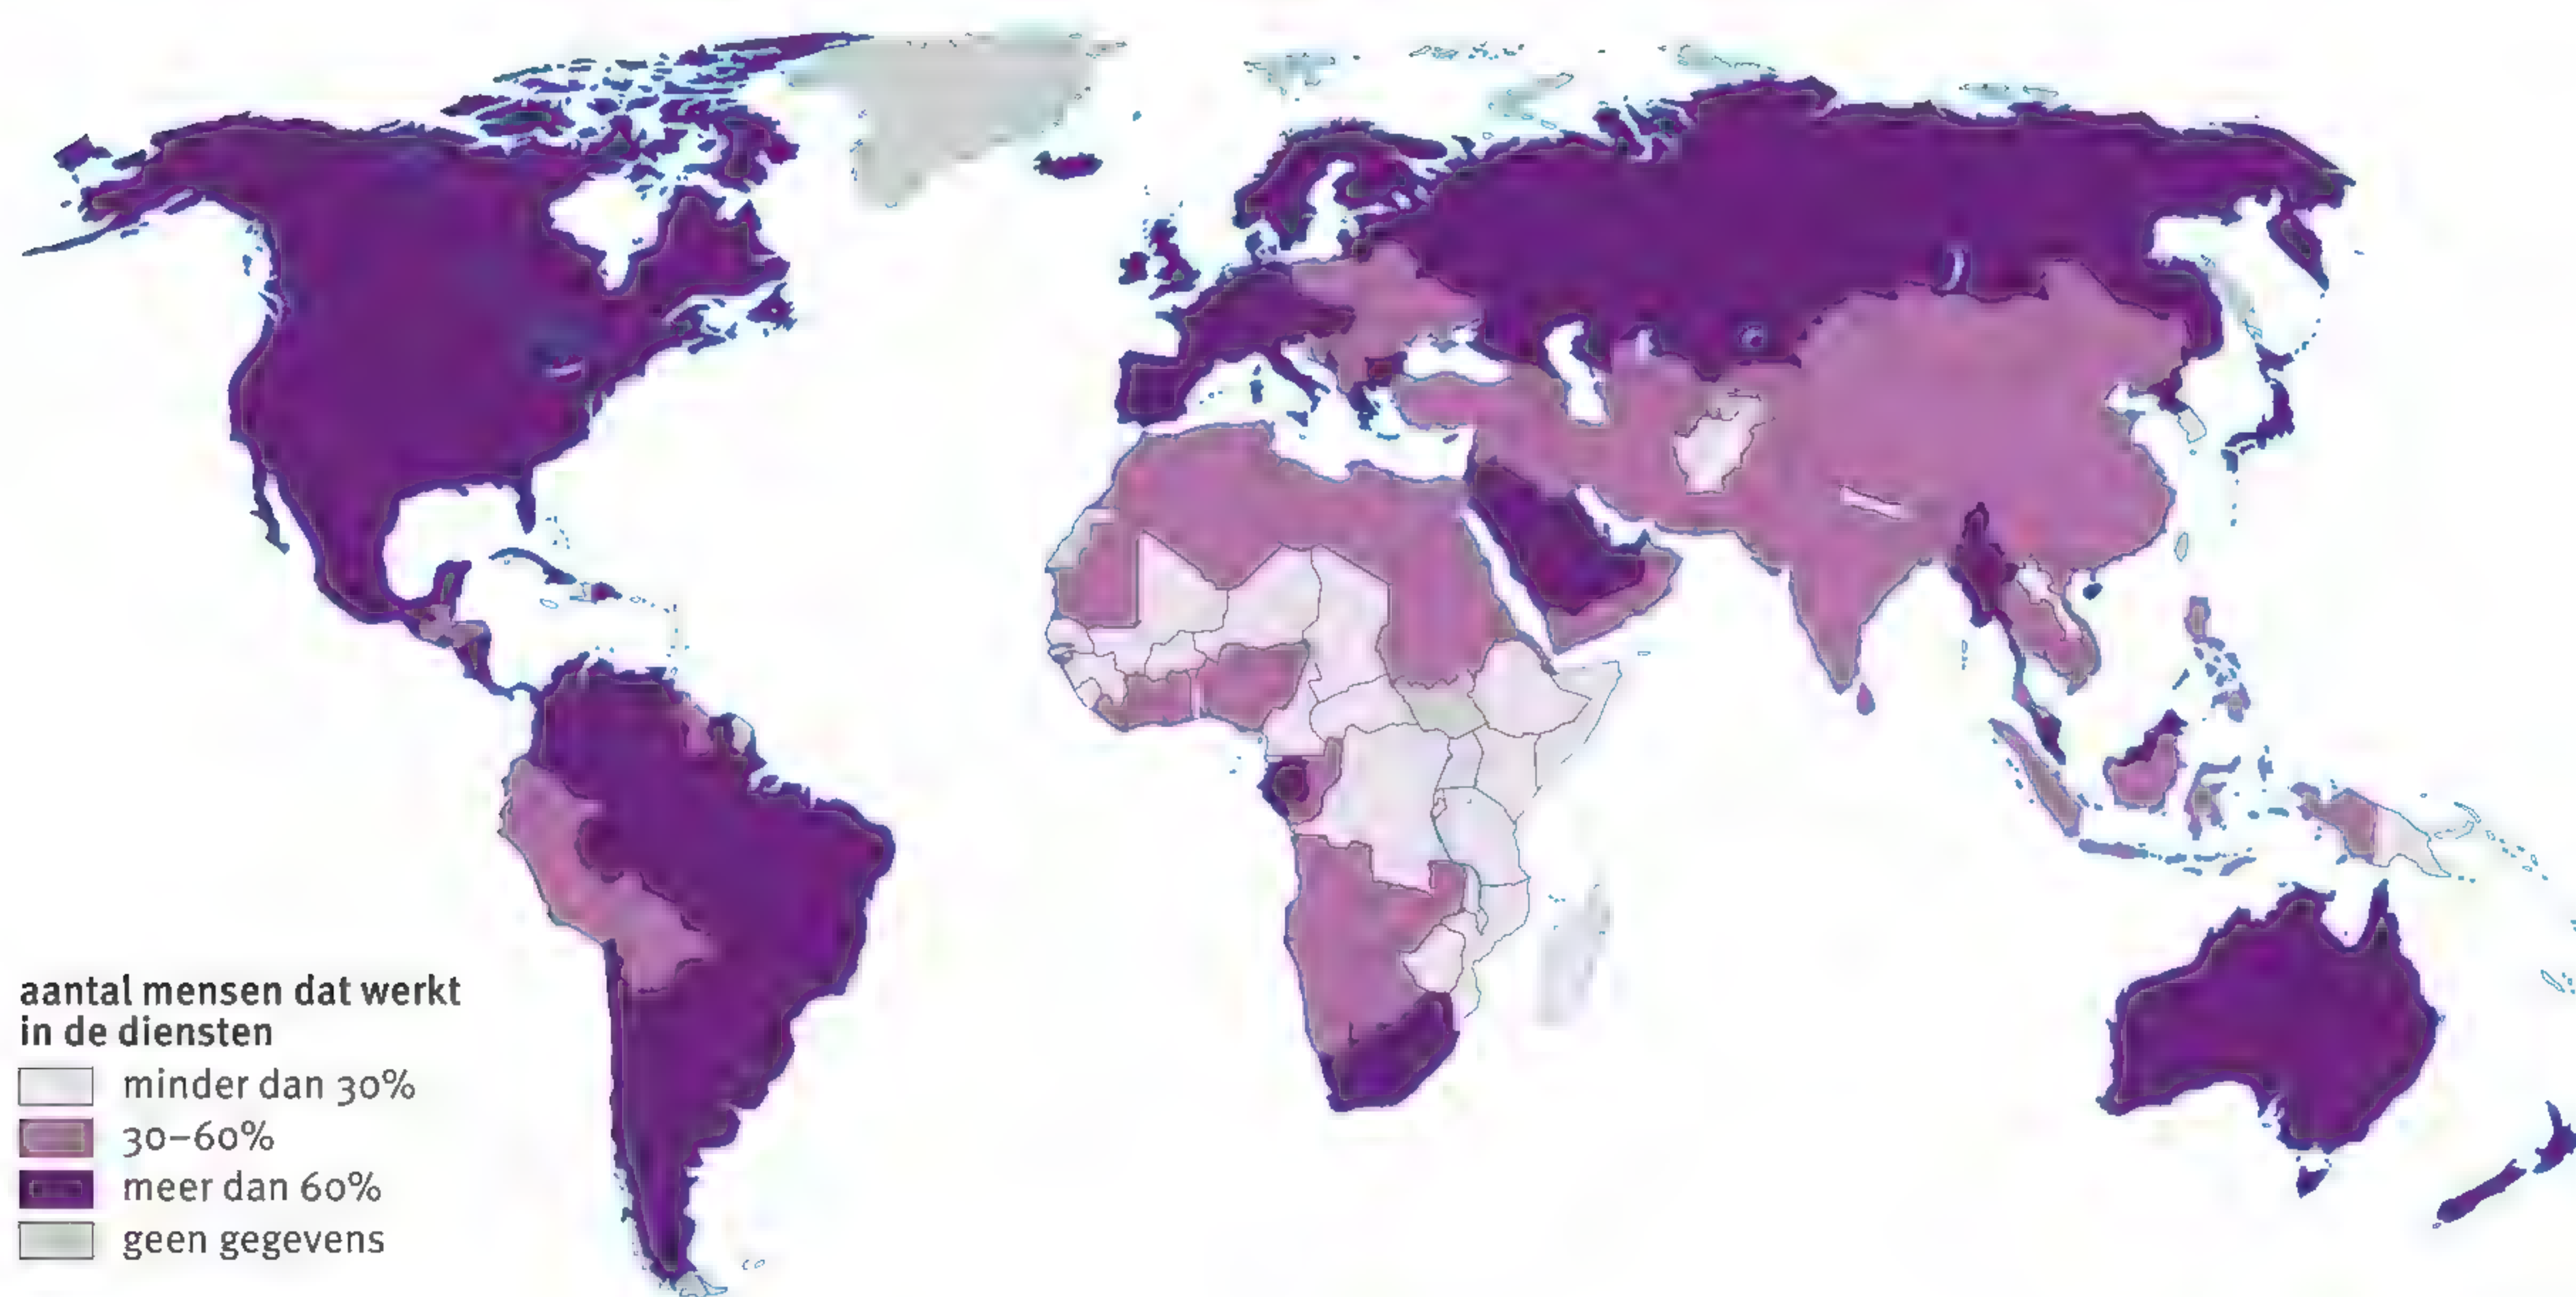 aantal mensen dat werkt
in de diensten
minder dan 30%
30–60%
meer dan 60%
geen gegevens